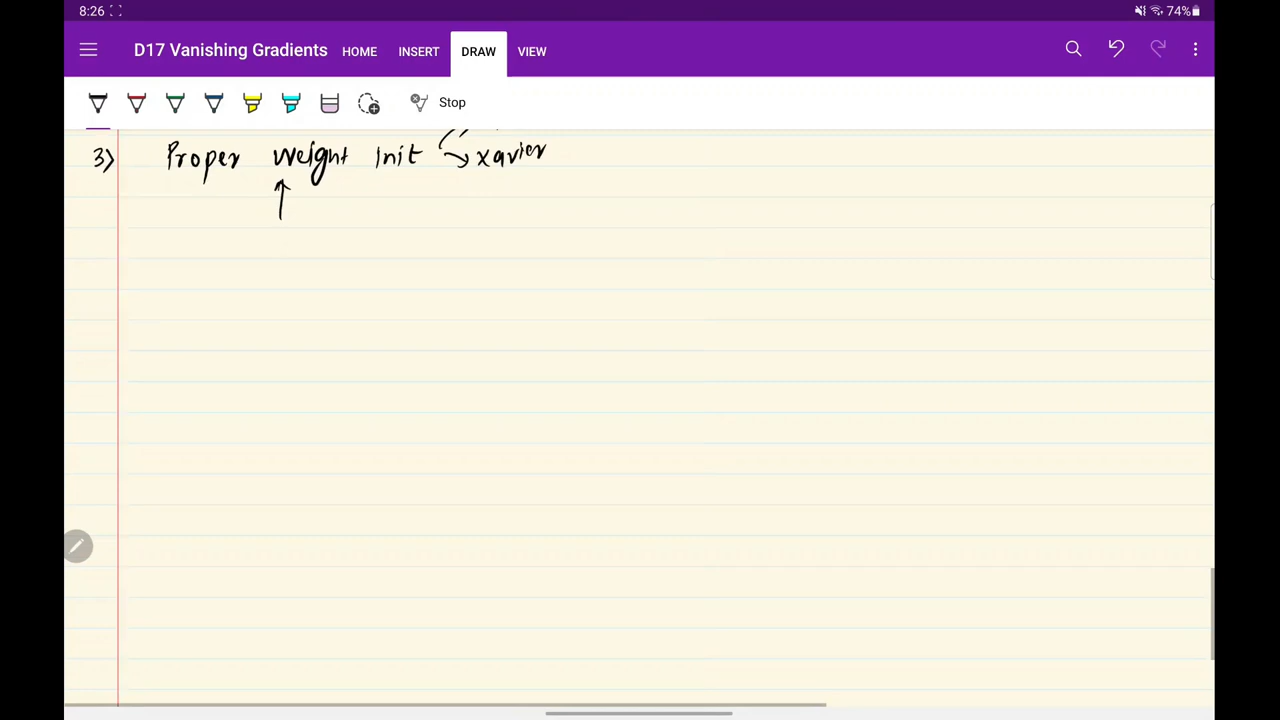 8:26 74%
D17 Vanishing Gradients HOME INSERT DRAW VIEW
Stop
3) Proper weight init → xavier